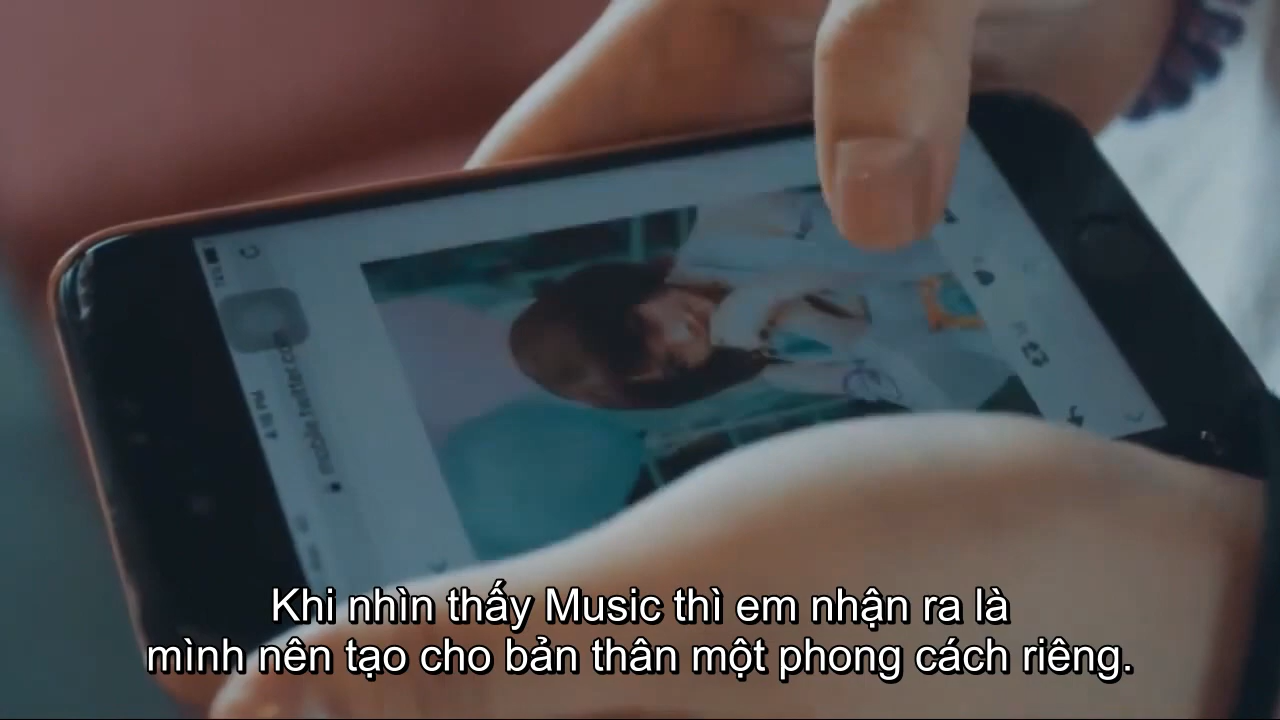 Khi nhìn thấy Music thì em nhận ra là
mình nên tạo cho bản thân một phong cách riêng.